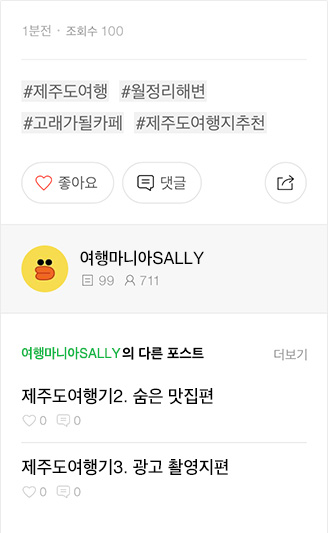 1분전 · 조회수 100
#제주도여행 #월정리해변
#고래가될카페 #제주도여행지추천
좋아요 댓글
여행마니아SALLY
99 711
여행마니아SALLY의 다른 포스트 더보기
제주도여행기2. 숨은 맛집편
0 0
제주도여행기3. 광고 촬영지편
0 0